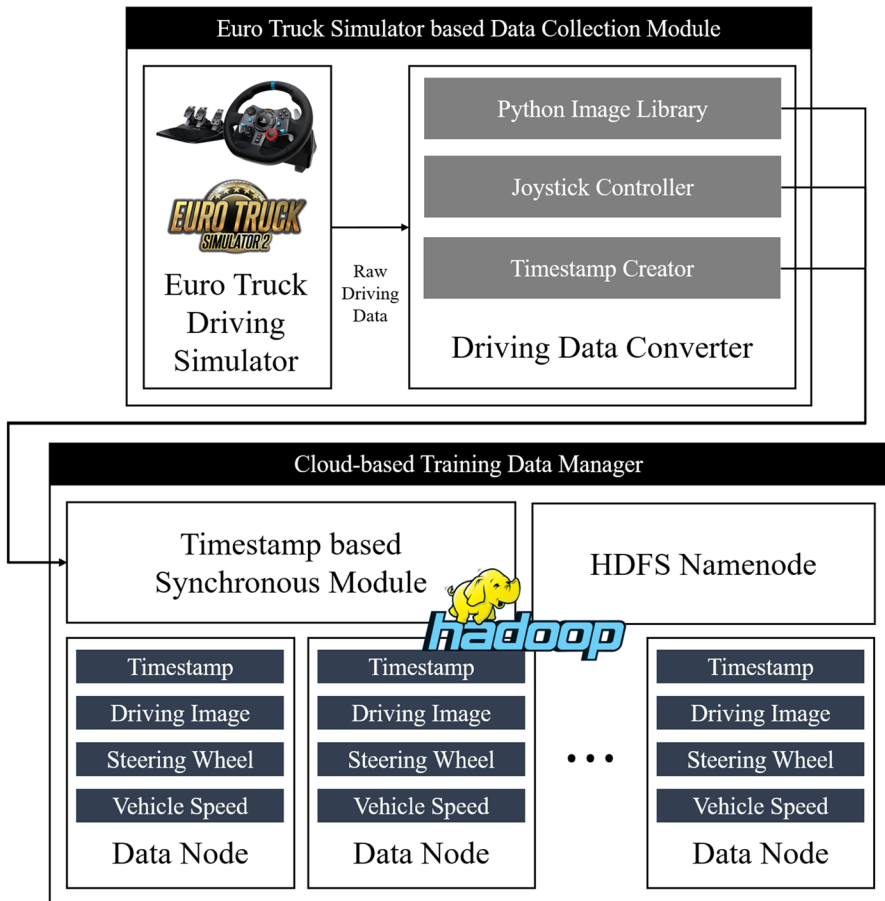 Euro Truck Simulator based Data Collection Module
EURO TRUCK
SIMULATOR 2
Euro Truck
Driving
Simulator
Raw
Driving
Data
Python Image Library
Joystick Controller
Timestamp Creator
Driving Data Converter
Cloud-based Training Data Manager
Timestamp based
Synchronous Module
HDFS Namenode
hadoop
Timestamp
Driving Image
Steering Wheel
Vehicle Speed
Data Node
Timestamp
Driving Image
Steering Wheel
Vehicle Speed
Data Node
...
Timestamp
Driving Image
Steering Wheel
Vehicle Speed
Data Node